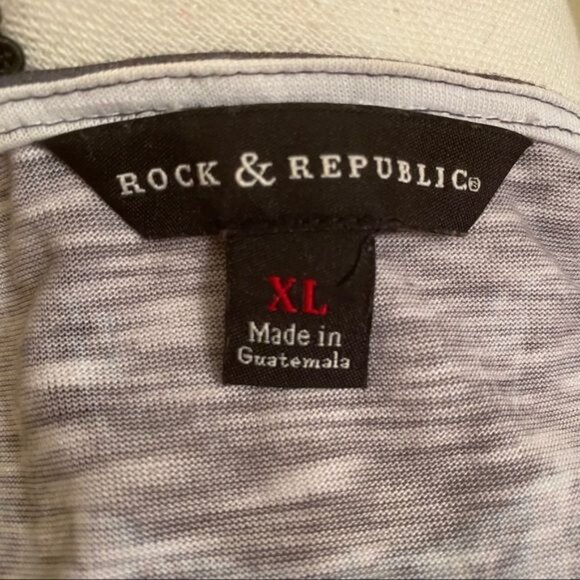 ROCK & REPUBLIC®
XL
Made in
Guatemala